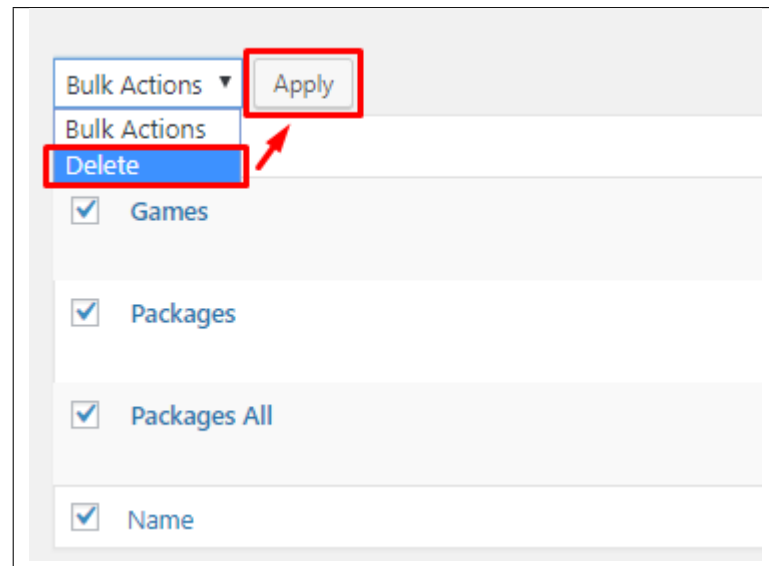 Bulk Actions Apply
Bulk Actions
Delete
Games
Packages
Packages All
Name